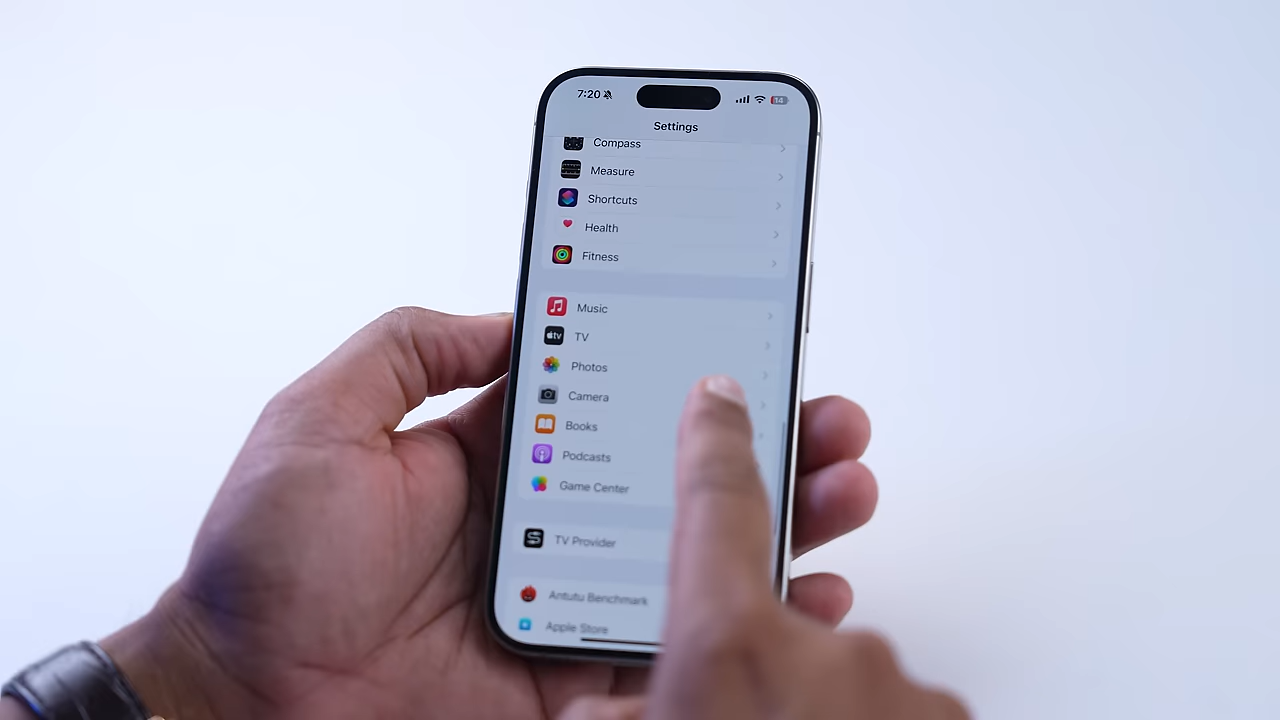 7:20 14
Settings
Compass
Measure
Shortcuts
Health
Fitness
Music
tv TV
Photos
Camera
Books
Podcasts
Game Center
TV Provider
Antutu Benchmark
Apple Store